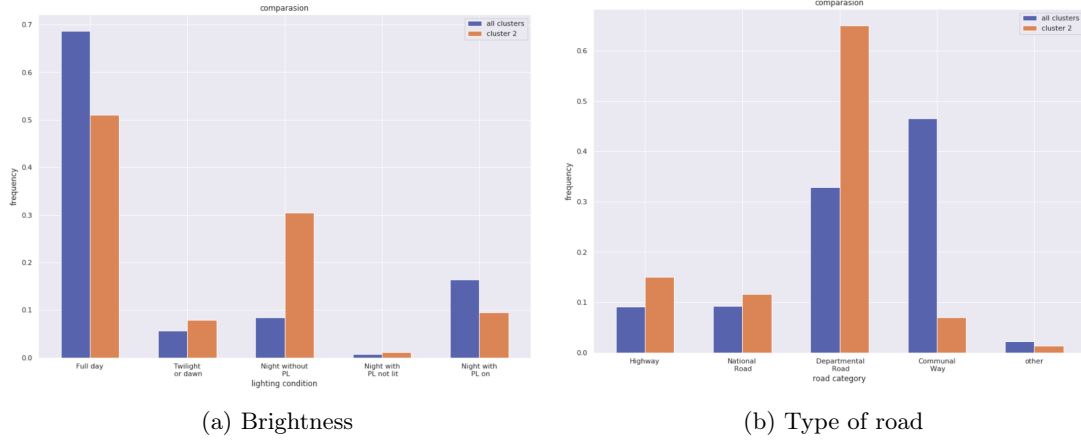 comparasion
all clusters
cluster 2
0.7
0.6
0.5
0.4
0.3
0.2
0.1
0.0
frequency
Full day
Twilight
or dawn
Night without
PL
Night with
PL not lit
Night with
PL on
lighting condition
(a) Brightness
comparasion
all clusters
cluster 2
0.6
0.5
0.4
0.3
0.2
0.1
0.0
frequency
Highway
National
Road
Departmental
Road
Communal
Way
other
road category
(b) Type of road